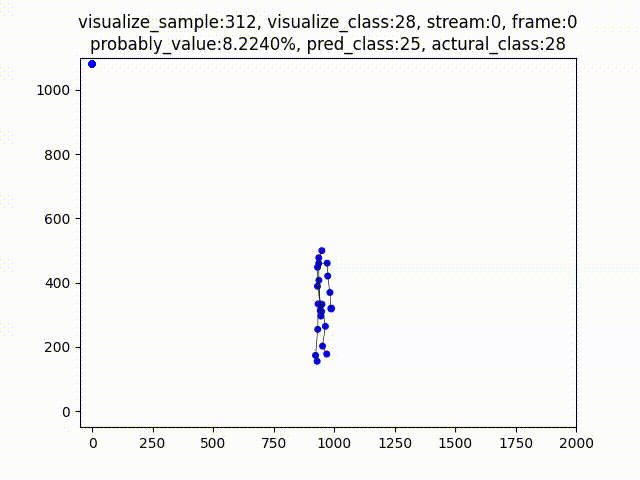 visualize_sample:312, visualize_class:28, stream:0, frame:0
probably_value:8.2240%, pred_class:25, actural_class:28
1000
800
600
400
200
0
0 250 500 750 1000 1250 1500 1750 2000